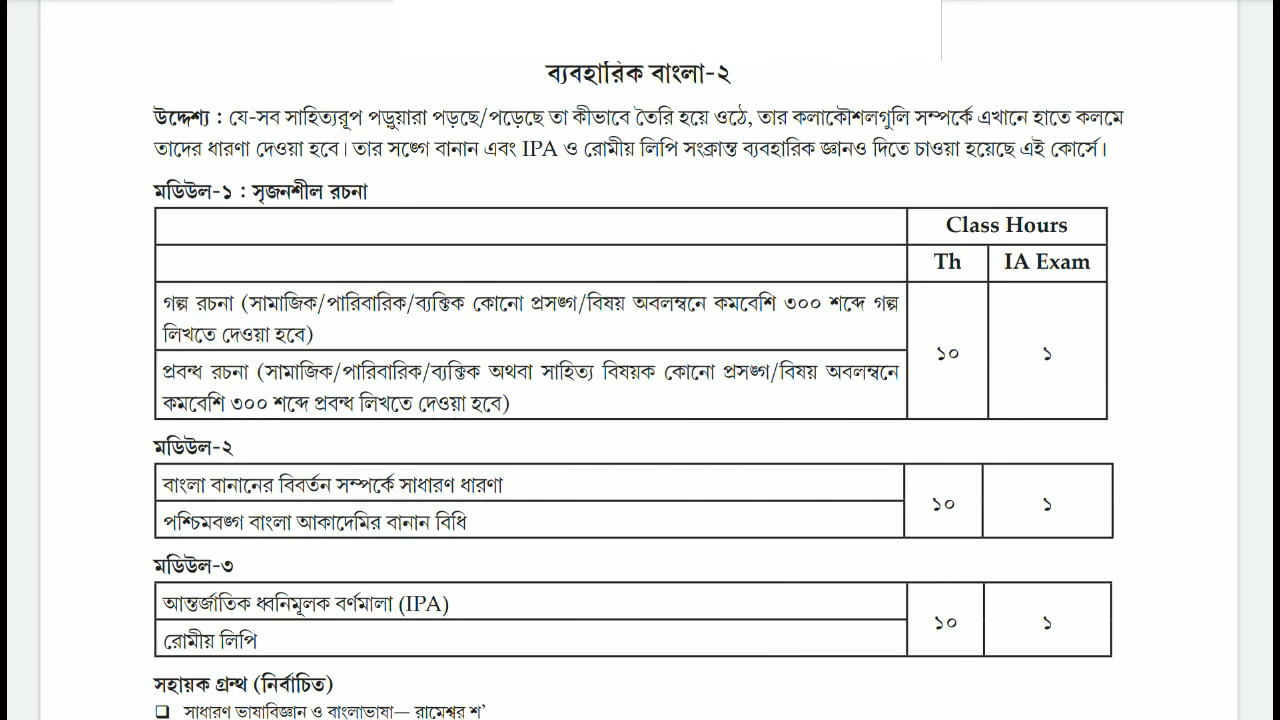 ব্যবহারিক বাংলা-২
উদ্দেশ্য : যে-সব সাহিত্যরূপ পড়ুয়ারা পড়ছে/পড়েছে তা কীভাবে তৈরি হয়ে ওঠে, তার কলাকৌশলগুলি সম্পর্কে এখানে হাতে কলমে
তাদের ধারণা দেওয়া হবে। তার সঙ্গে বানান এবং IPA ও রোমীয় লিপি সংক্রান্ত ব্যবহারিক জ্ঞানও দিতে চাওয়া হয়েছে এই কোর্সে।
মডিউল-১ : সৃজনশীল রচনা
Class Hours
Th IA Exam
গল্প রচনা (সামাজিক/পারিবারিক/ব্যক্তিক কোনো প্রসঙ্গ/বিষয় অবলম্বনে কমবেশি ৩০০ শব্দে গল্প
লিখতে দেওয়া হবে)
১০ ১
প্রবন্ধ রচনা (সামাজিক/পারিবারিক/ব্যক্তিক অথবা সাহিত্য বিষয়ক কোনো প্রসঙ্গ/বিষয় অবলম্বনে
কমবেশি ৩০০ শব্দে প্রবন্ধ লিখতে দেওয়া হবে)
মডিউল-২
বাংলা বানানের বিবর্তন সম্পর্কে সাধারণ ধারণা
১০ ১
পশ্চিমবঙ্গ বাংলা আকাদেমির বানান বিধি
মডিউল-৩
আন্তর্জাতিক ধ্বনিমূলক বর্ণমালা (IPA)
১০ ১
রোমীয় লিপি
সহায়ক গ্রন্থ (নির্বাচিত)
❑ সাধারণ ভাষাবিজ্ঞান ও বাংলাভাষা— রামেশ্বর শ'